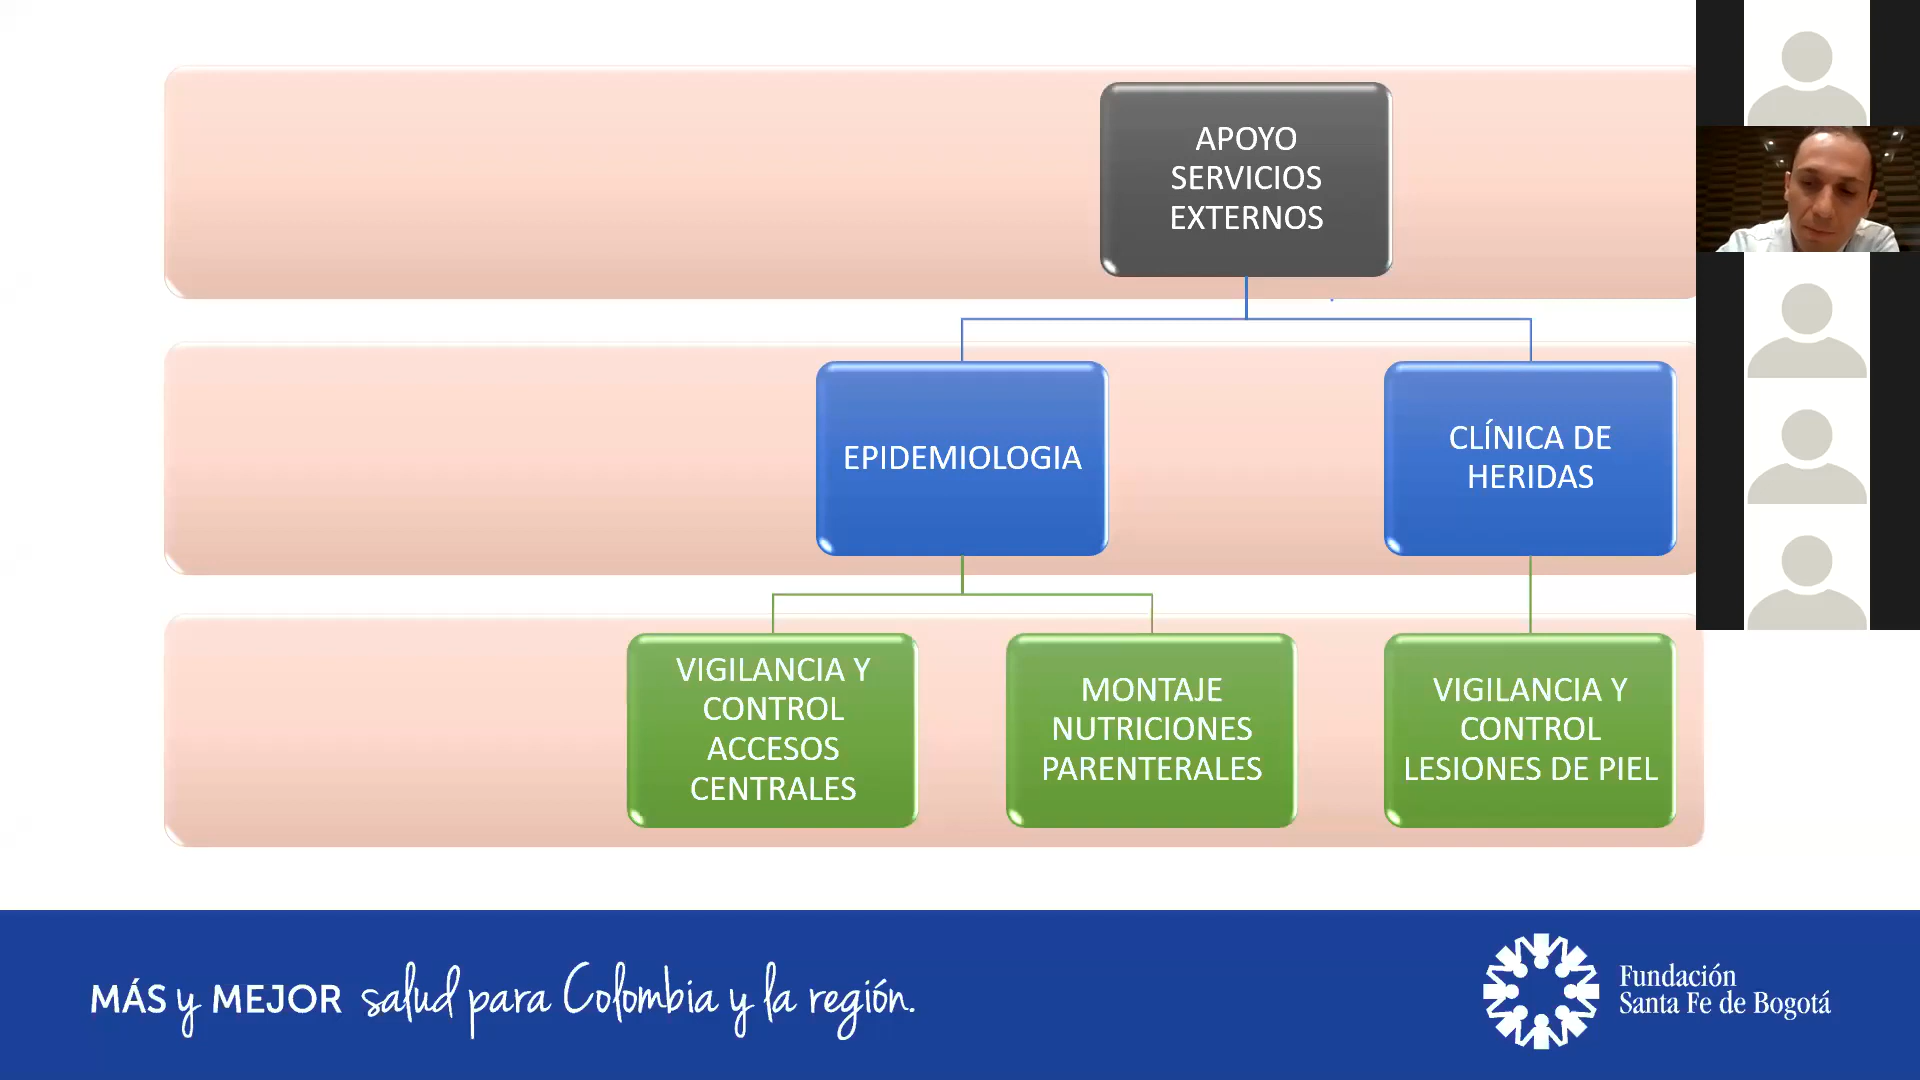 APOYO
SERVICIOS
EXTERNOS
EPIDEMIOLOGIA
CLÍNICA DE
HERIDAS
VIGILANCIA Y
CONTROL
ACCESOS
CENTRALES
MONTAJE
NUTRICIONES
PARENTERALES
VIGILANCIA Y
CONTROL
LESIONES DE PIEL
MÁS y MEJOR salud para Colombia y la región.
Fundación
Santa Fe de Bogotá